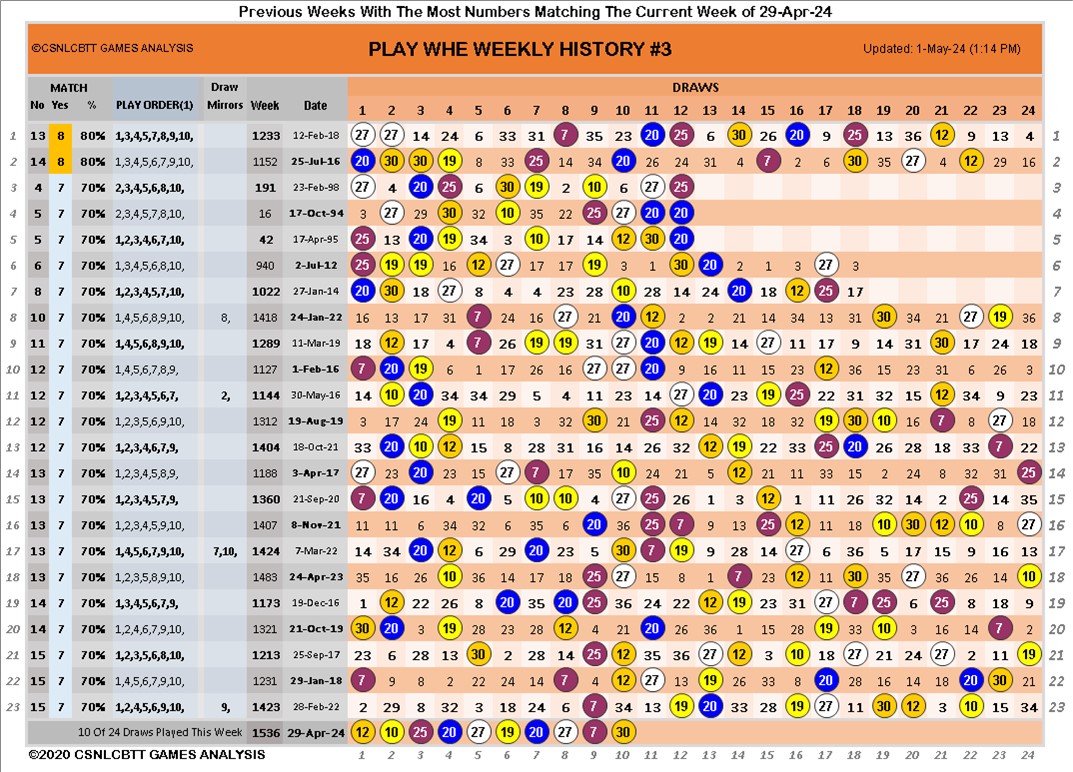 Previous Weeks With The Most Numbers Matching The Current Week of 29-Apr-24
©CSNLCBTT GAMES ANALYSIS PLAY WHE WEEKLY HISTORY #3 Updated: 1-May-24 (1:14 PM)
MATCH Draw DRAWS
No Yes % PLAY ORDER(1) Mirrors Week Date 1 2 3 4 5 6 7 8 9 10 11 12 13 14 15 16 17 18 19 20 21 22 23 24
1 13 8 80% 1,3,4,5,7,8,9,10, 1233 12-Feb-18 27 27 14 24 6 33 31 7 35 23 20 25 6 30 26 20 9 25 13 36 12 9 13 4 1
2 14 8 80% 1,3,4,5,6,7,9,10, 1152 25-Jul-16 20 30 30 19 8 33 25 14 34 20 26 24 31 4 7 2 6 30 35 27 4 12 29 16 2
3 4 7 70% 2,3,4,5,6,8,10, 191 23-Feb-98 27 4 20 25 6 30 19 2 10 6 27 25 3
4 5 7 70% 2,3,4,5,7,8,10, 16 17-Oct-94 3 27 29 30 32 10 35 22 25 27 20 20 4
5 5 7 70% 1,2,3,4,6,7,10, 42 17-Apr-95 25 13 20 19 34 3 10 17 14 12 30 20 5
6 6 7 70% 1,3,4,5,6,8,10, 940 2-Jul-12 25 19 19 16 12 27 17 17 19 3 1 30 20 2 1 3 27 3 6
7 8 7 70% 1,2,3,4,5,7,10, 1022 27-Jan-14 20 30 18 27 8 4 4 23 28 10 28 14 24 20 18 12 25 17 7
8 10 7 70% 1,4,5,6,8,9,10, 8, 1418 24-Jan-22 16 13 17 31 7 24 16 27 21 20 12 2 2 21 14 34 13 31 30 34 21 27 19 36 8
9 11 7 70% 1,4,5,6,8,9,10, 1289 11-Mar-19 18 12 17 4 7 26 19 19 31 27 20 12 19 14 27 11 17 9 14 31 30 17 24 18 9
10 12 7 70% 1,4,5,6,7,8,9, 1127 1-Feb-16 7 20 19 6 1 17 26 16 27 27 20 9 13 16 11 15 12 36 2 15 31 6 26 3 10
11 12 7 70% 1,2,3,4,5,6,7, 2, 1144 30-May-16 14 10 20 34 34 29 5 4 11 23 14 27 20 23 19 25 22 31 32 15 12 34 9 23 11
12 12 7 70% 1,2,3,5,6,9,10, 1312 19-Aug-19 3 17 24 19 11 18 3 32 30 21 25 12 14 32 18 32 19 30 10 16 7 8 27 18 12
13 12 7 70% 1,2,3,4,6,7,9, 1404 18-Oct-21 33 20 10 12 15 8 28 31 16 14 26 32 12 19 22 33 25 20 26 28 18 33 7 22 13
14 13 7 70% 1,2,3,4,5,8,9, 1188 3-Apr-17 27 23 20 23 15 27 7 17 35 10 24 21 5 12 21 11 33 15 2 24 8 32 31 25 14
15 13 7 70% 1,2,3,4,5,7,9, 1360 21-Sep-20 7 20 16 4 20 5 10 10 4 27 25 26 1 3 12 1 11 26 32 14 2 25 14 35 15
16 13 7 70% 1,2,3,4,5,9,10, 1407 8-Nov-21 11 11 6 34 32 6 35 6 20 36 25 7 9 13 25 12 11 18 10 30 12 10 8 27 16
17 13 7 70% 1,4,5,6,7,9,10, 7,10, 1424 7-Mar-22 14 34 20 12 6 29 20 23 5 30 7 19 9 28 14 27 6 36 5 17 15 9 16 13 17
18 13 7 70% 1,2,3,5,8,9,10, 1483 24-Apr-23 35 16 26 10 36 14 17 18 25 27 15 8 1 7 23 12 11 30 35 27 36 26 14 10 18
19 14 7 70% 1,3,4,5,6,7,9, 1173 19-Dec-16 1 12 22 26 8 20 35 20 25 36 24 22 12 19 23 31 27 7 25 6 25 8 18 9 19
20 14 7 70% 1,2,4,6,7,9,10, 1321 21-Oct-19 30 20 3 19 28 23 28 12 4 21 20 26 36 1 15 28 19 33 10 3 16 14 7 2 20
21 15 7 70% 1,2,3,5,6,8,10, 1213 25-Sep-17 23 6 28 13 30 2 28 14 25 12 35 36 27 12 3 10 18 27 21 24 27 2 11 19 21
22 15 7 70% 1,4,5,6,7,9,10, 1231 29-Jan-18 7 9 8 2 22 24 14 7 4 12 27 13 19 26 33 8 20 28 16 14 18 20 30 21 22
23 15 7 70% 1,2,4,5,6,9,10, 9, 1423 28-Feb-22 2 29 8 32 3 18 24 6 7 34 13 19 20 33 28 19 27 11 30 12 3 10 15 34 23
10 Of 24 Draws Played This Week 1536 29-Apr-24 12 10 25 20 27 19 20 27 7 30
©2020 CSNLCBTT GAMES ANALYSIS 1 2 3 4 5 6 7 8 9 10 11 12 13 14 15 16 17 18 19 20 21 22 23 24